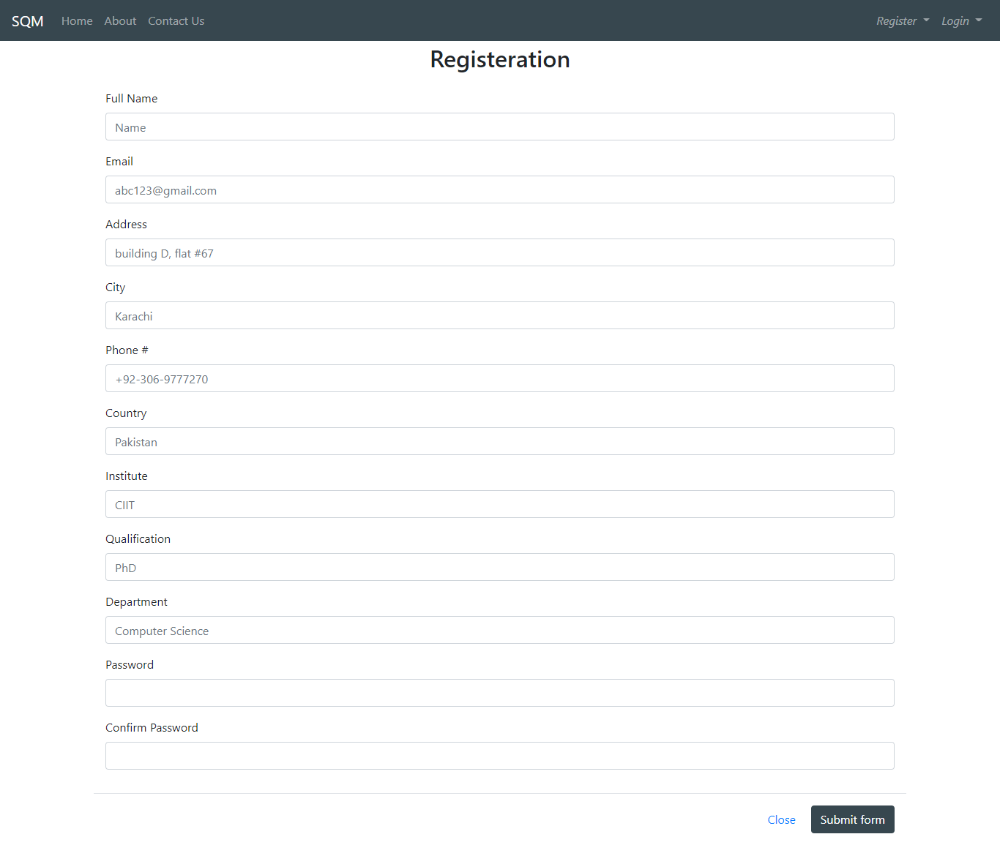 SQM Home About Contact Us Register Login
Registeration
Full Name
Name
Email
abc123@gmail.com
Address
building D, flat #67
City
Karachi
Phone #
+92-306-9777270
Country
Pakistan
Institute
CIIT
Qualification
PhD
Department
Computer Science
Password
Confirm Password
Close Submit form